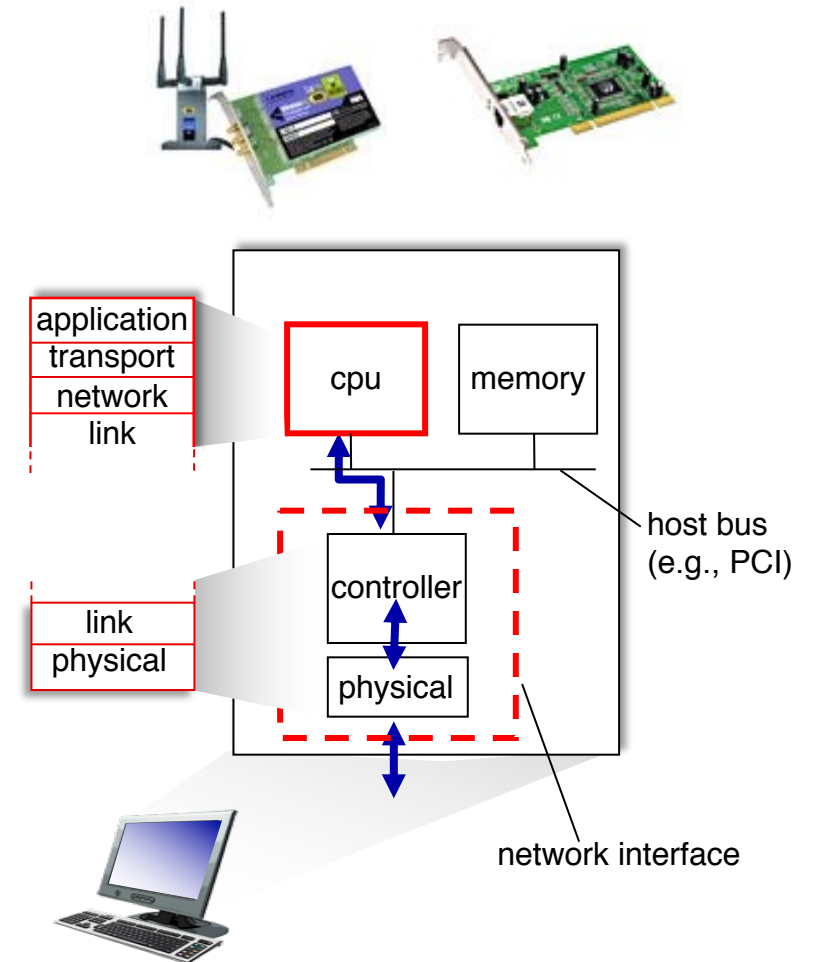 application
transport
network
link
cpu
memory
host bus
(e.g., PCI)
controller
link
physical
physical
network interface